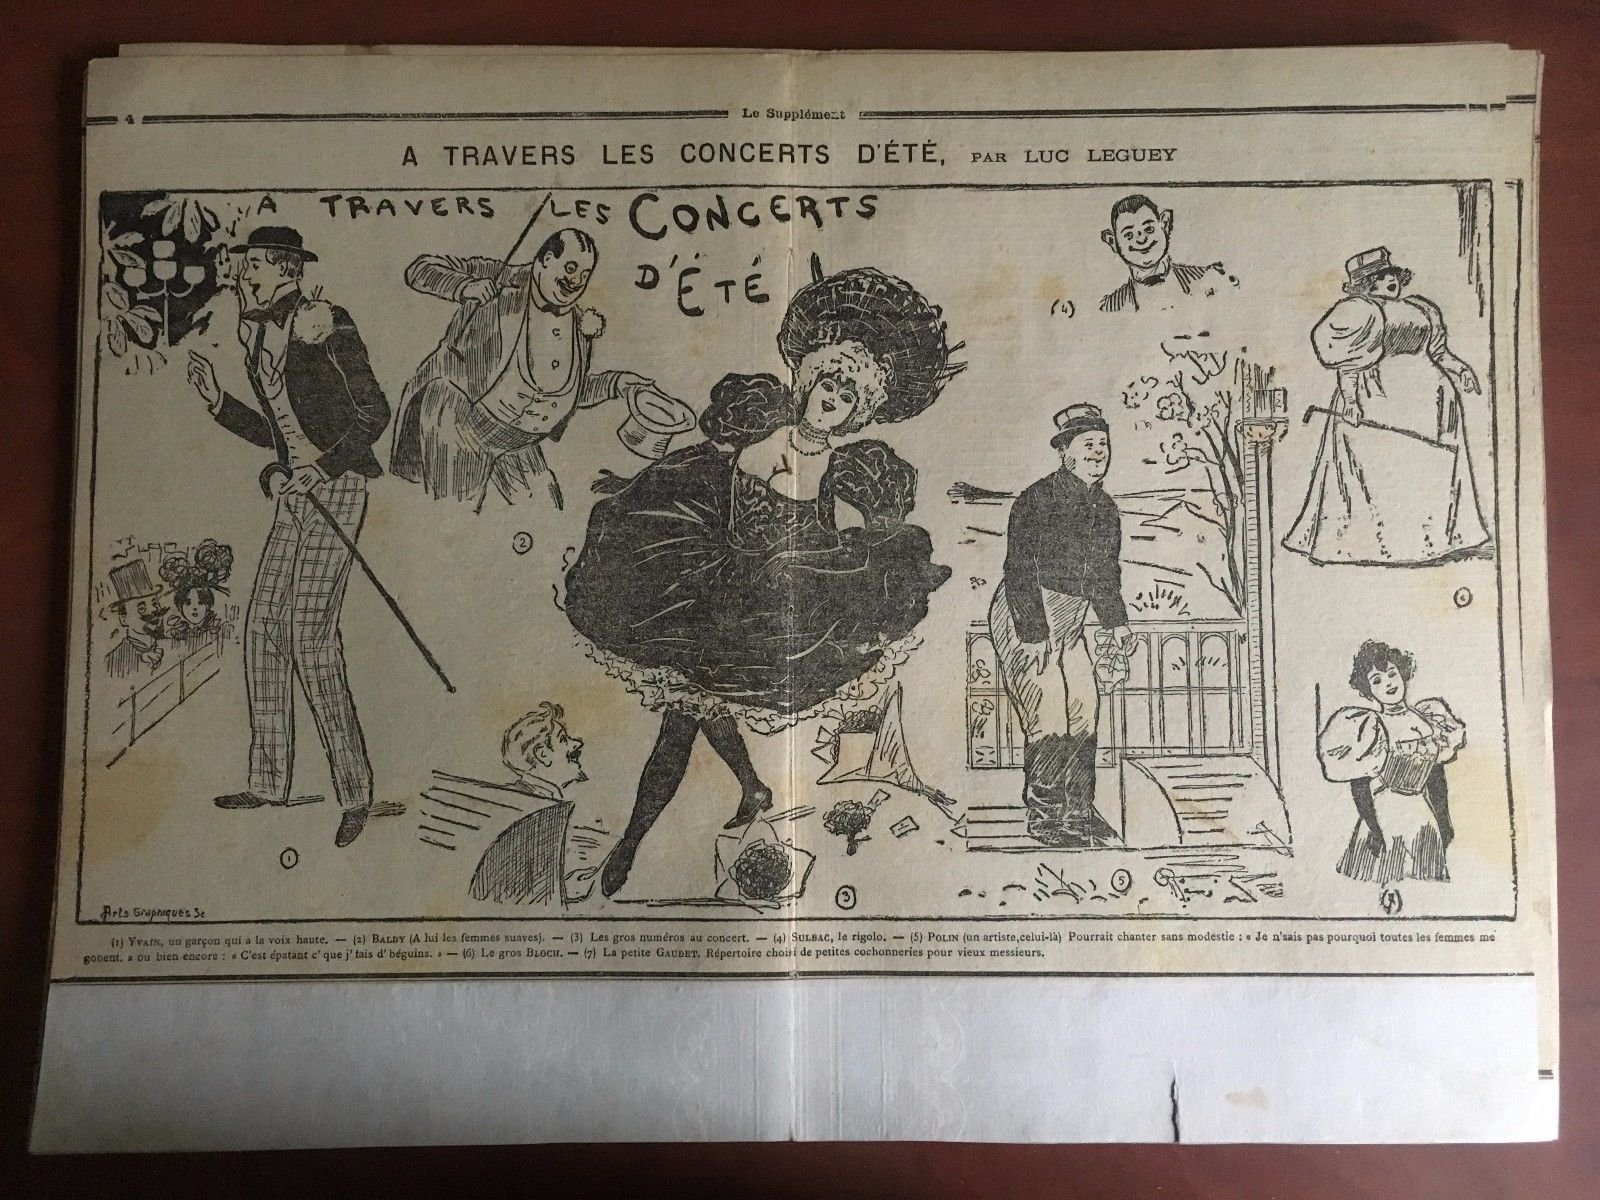 4
Le Supplément
A TRAVERS LES CONCERTS D'ÉTÉ, PAR LUC LEGUEY
A TRAVERS LES CONCERTS
D'ÉTÉ
(4)
2
6
1
3
5
(7)
Arts Graphiques Sc
(1) YVAIN, un garçon qui a la voix haute. — (2) BALDY (A lui les femmes suaves). — (3) Les gros numéros au concert. — (4) SULBAC, le rigolo. — (5) POLIN (un artiste, celui-là) Pourrait chanter sans modestie : « Je n'sais pas pourquoi toutes les femmes me
gobent. » ou bien encore : « C'est épatant c' que j' fais d' béguins. » — (6) Le gros BLOCH. — (7) La petite GAUDET. Répertoire choisi de petites cochonneries pour vieux messieurs.